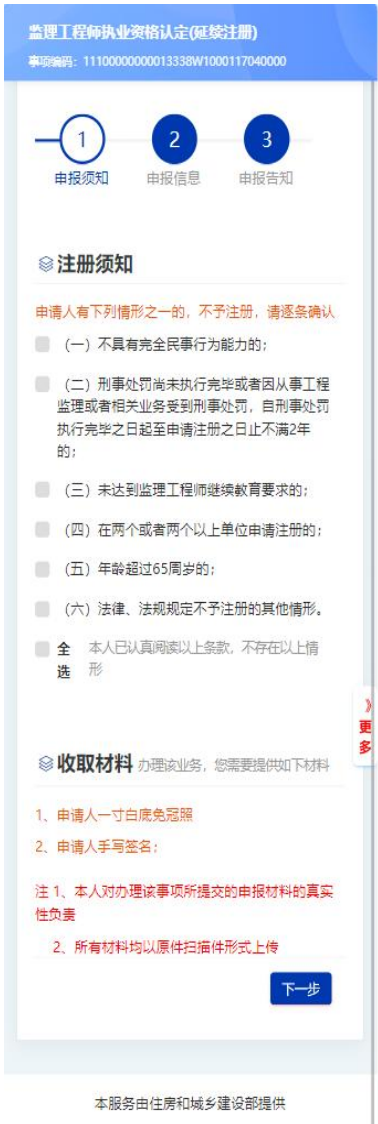 监理工程师执业资格认定(延续注册)
事项编码：11100000000013338W1000117040000
1
2
3
申报须知
申报信息
申报告知
注册须知
申请人有下列情形之一的，不予注册，请逐条确认
（一）不具有完全民事行为能力的；
（二）刑事处罚尚未执行完毕或者因从事工程
监理或者相关业务受到刑事处罚，自刑事处罚
执行完毕之日起至申请注册之日止不满2年
的；
（三）未达到监理工程师继续教育要求的；
（四）在两个或者两个以上单位申请注册的；
（五）年龄超过65周岁的；
（六）法律、法规规定不予注册的其他情形。
全选
本人已认真阅读以上条款，不存在以上情
形
》更多
收取材料 办理该业务，您需要提供如下材料
1、申请人一寸白底免冠照
2、申请人手写签名；
注 1、本人对办理该事项所提交的申报材料的真实
性负责
2、所有材料均以原件扫描件形式上传
下一步
本服务由住房和城乡建设部提供